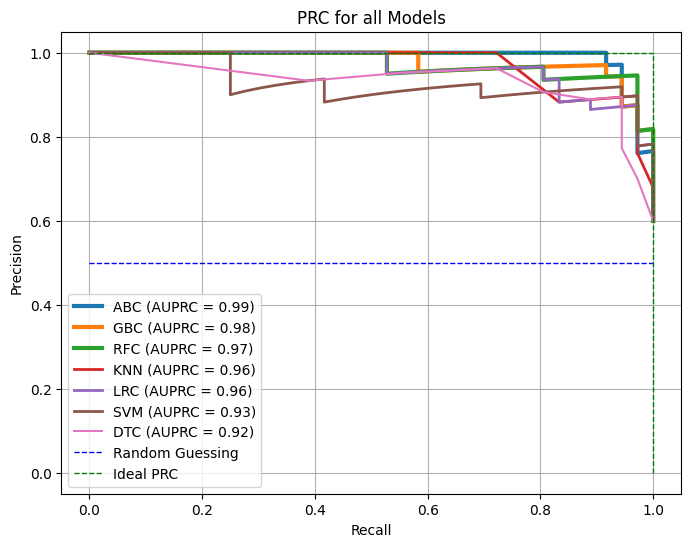 PRC for all Models
Precision
1.0
0.8
0.6
0.4
0.2
0.0
ABC (AUPRC = 0.99)
GBC (AUPRC = 0.98)
RFC (AUPRC = 0.97)
KNN (AUPRC = 0.96)
LRC (AUPRC = 0.96)
SVM (AUPRC = 0.93)
DTC (AUPRC = 0.92)
Random Guessing
Ideal PRC
0.0 0.2 0.4 0.6 0.8 1.0
Recall